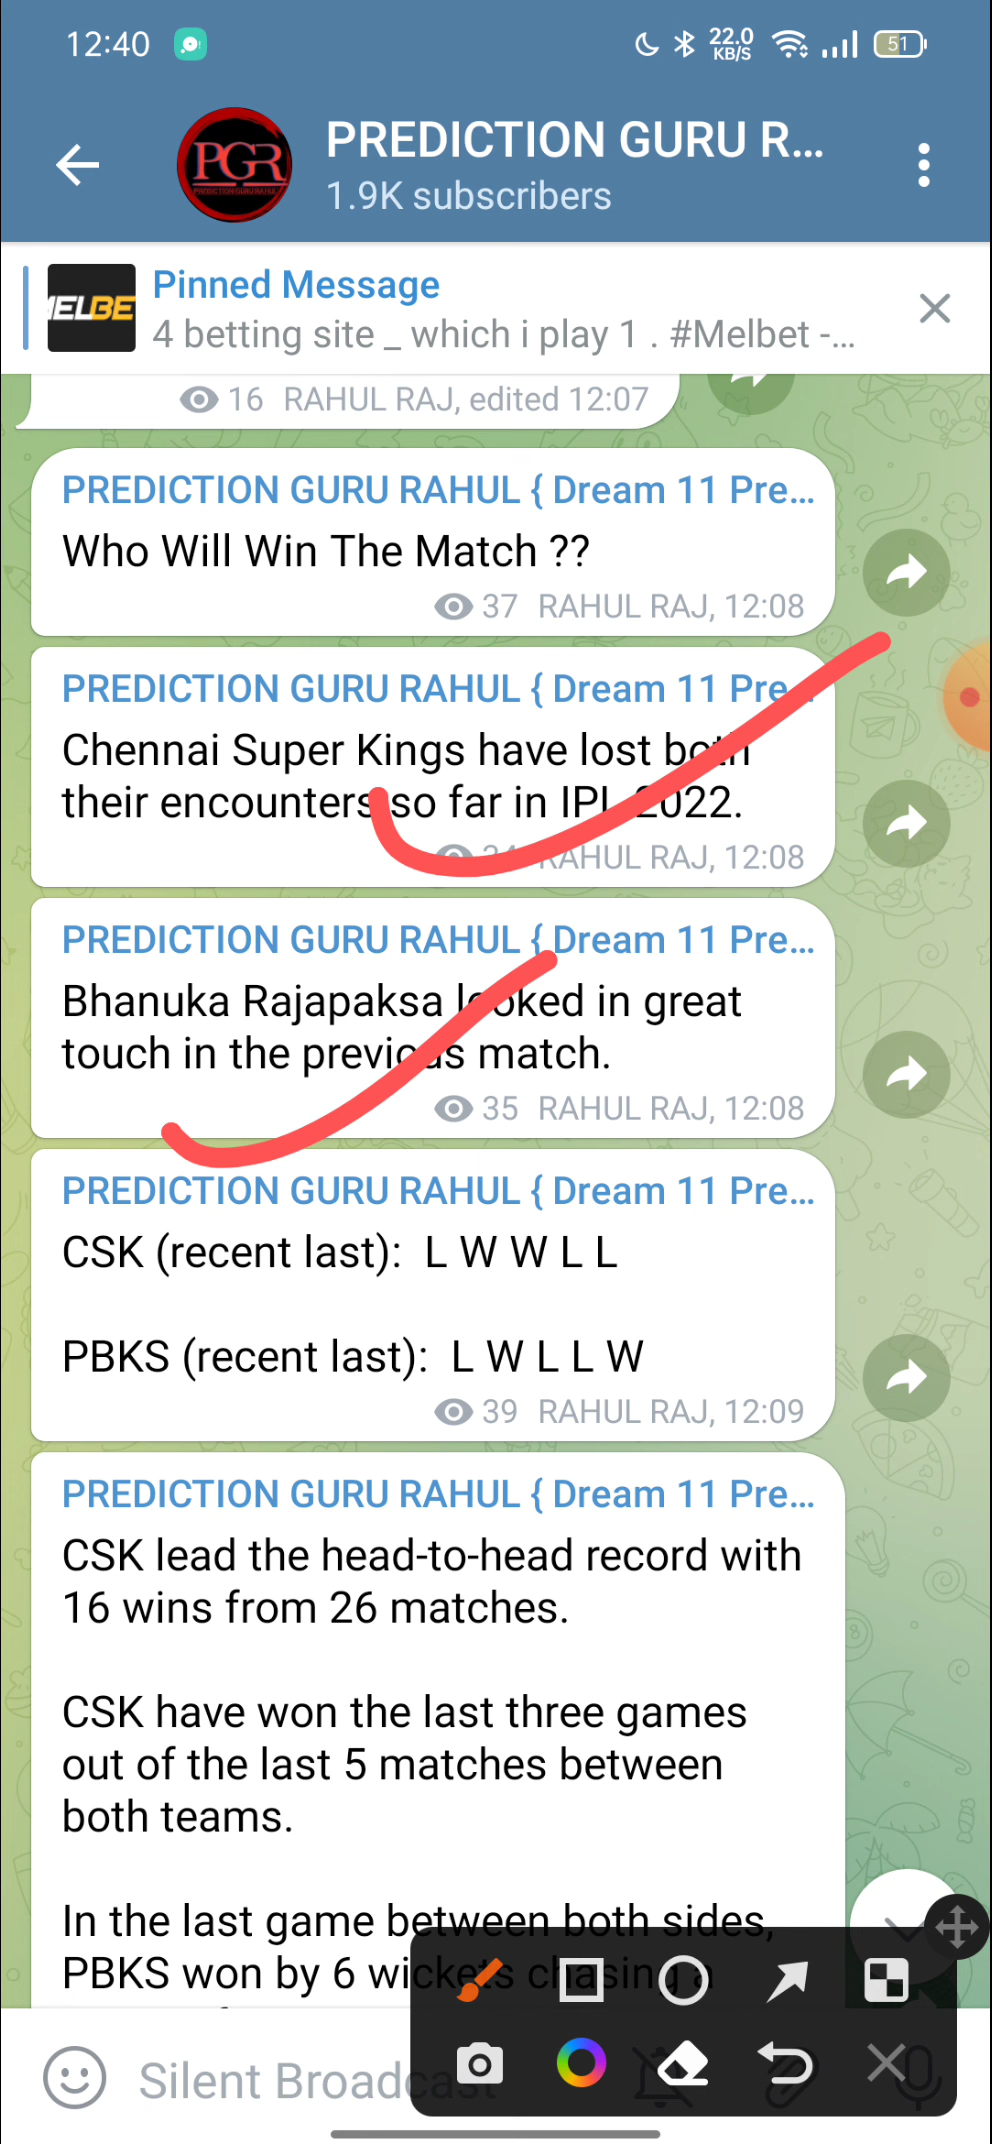 12:40
22.0
KB/S
51
PGR
PREDICTION GURU RAHUL
PREDICTION GURU R...
1.9K subscribers
MELBE
Pinned Message
4 betting site _ which i play 1 . #Melbet -...
16 RAHUL RAJ, edited 12:07
PREDICTION GURU RAHUL { Dream 11 Pre...
Who Will Win The Match ??
37 RAHUL RAJ, 12:08
PREDICTION GURU RAHUL { Dream 11 Pre...
Chennai Super Kings have lost both
their encounters so far in IPL 2022.
RAHUL RAJ, 12:08
PREDICTION GURU RAHUL { Dream 11 Pre...
Bhanuka Rajapaksa looked in great
touch in the previous match.
35 RAHUL RAJ, 12:08
PREDICTION GURU RAHUL { Dream 11 Pre...
CSK (recent last): L W W L L
PBKS (recent last): L W L L W
39 RAHUL RAJ, 12:09
PREDICTION GURU RAHUL { Dream 11 Pre...
CSK lead the head-to-head record with
16 wins from 26 matches.
CSK have won the last three games
out of the last 5 matches between
both teams.
In the last game between both sides,
PBKS won by 6 wickets chasing a
Silent Broadcast